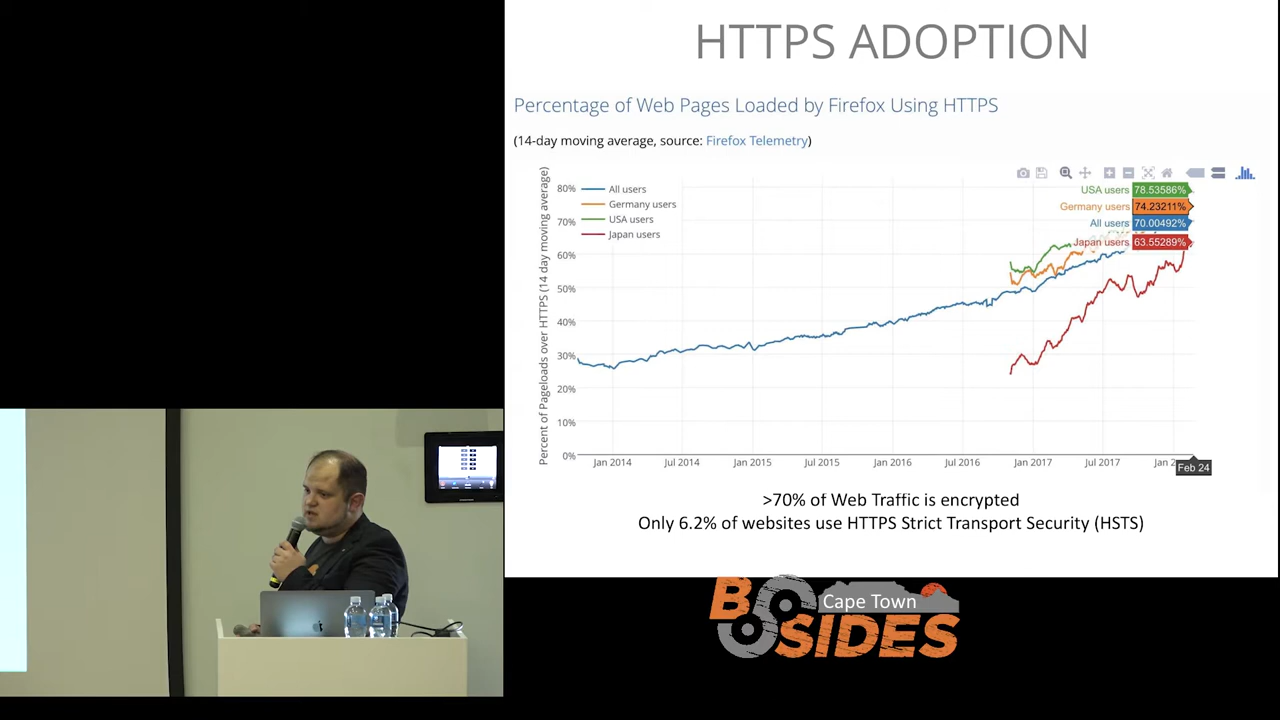 HTTPS ADOPTION
Percentage of Web Pages Loaded by Firefox Using HTTPS
(14-day moving average, source: Firefox Telemetry)
Percent of Pageloads over HTTPS (14 day moving average)
80%
70%
60%
50%
40%
30%
20%
10%
0%
All users
Germany users
USA users
Japan users
USA users 78.53586%
Germany users 74.23211%
All users 70.00492%
Japan users 63.55289%
Jan 2014 Jul 2014 Jan 2015 Jul 2015 Jan 2016 Jul 2016 Jan 2017 Jul 2017 Jan 2
Feb 24
>70% of Web Traffic is encrypted
Only 6.2% of websites use HTTPS Strict Transport Security (HSTS)
B SIDES
Cape Town